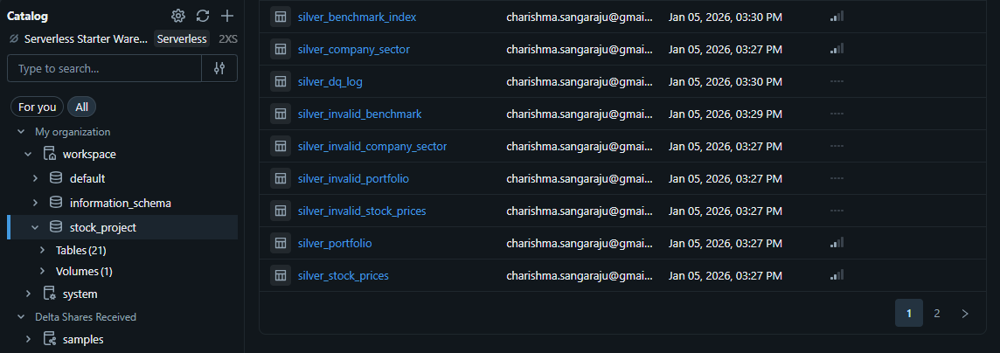 Catalog
Serverless Starter Ware... Serverless 2XS
Type to search...
For you All
My organization
workspace
default
information_schema
stock_project
Tables (21)
Volumes (1)
system
Delta Shares Received
samples
silver_benchmark_index charishma.sangaraju@gmai... Jan 05, 2026, 03:30 PM
silver_company_sector charishma.sangaraju@gmai... Jan 05, 2026, 03:27 PM
silver_dq_log charishma.sangaraju@gmai... Jan 05, 2026, 03:30 PM
silver_invalid_benchmark charishma.sangaraju@gmai... Jan 05, 2026, 03:29 PM
silver_invalid_company_sector charishma.sangaraju@gmai... Jan 05, 2026, 03:27 PM
silver_invalid_portfolio charishma.sangaraju@gmai... Jan 05, 2026, 03:27 PM
silver_invalid_stock_prices charishma.sangaraju@gmai... Jan 05, 2026, 03:27 PM
silver_portfolio charishma.sangaraju@gmai... Jan 05, 2026, 03:27 PM
silver_stock_prices charishma.sangaraju@gmai... Jan 05, 2026, 03:27 PM
1 2